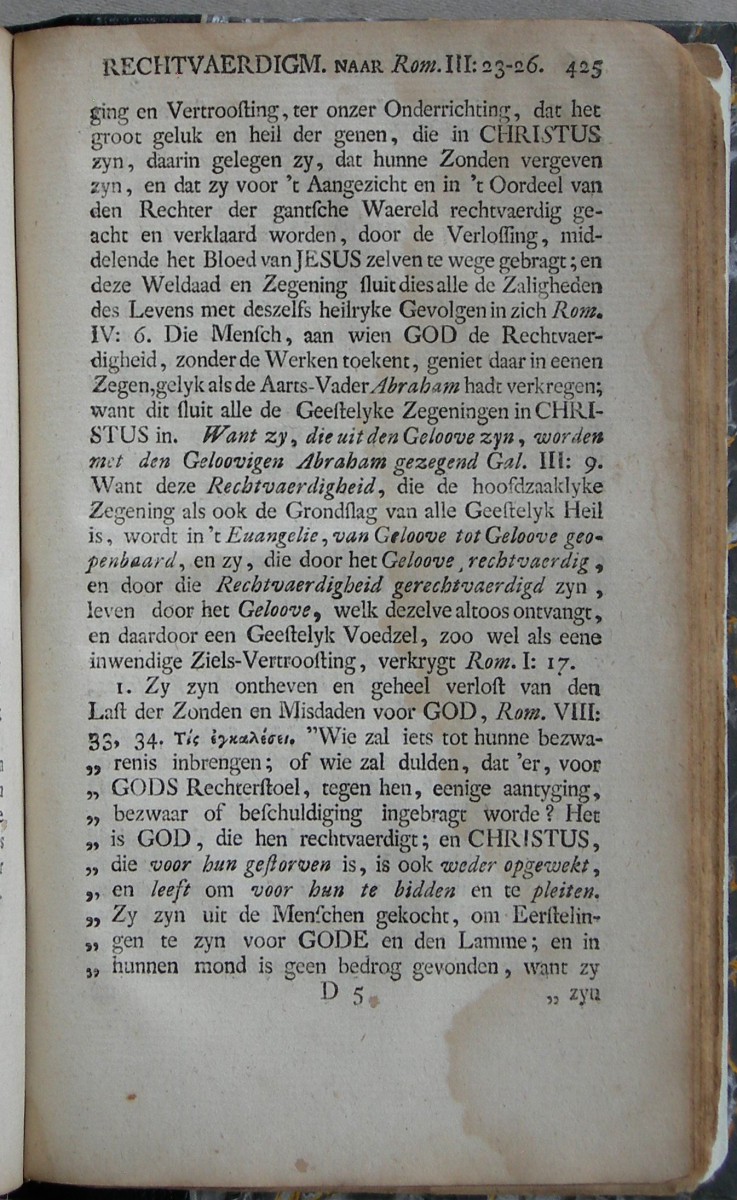 RECHTVAERDIGM. NAAR Rom. III: 23-26. 425
ging en Vertrooſting, ter onzer Onderrichting, dat het
groot geluk en heil der genen, die in CHRISTUS
zyn, daarin gelegen zy, dat hunne Zonden vergeven
zyn, en dat zy voor 't Aangezicht en in 't Oordeel van
den Rechter der gantſche Waereld rechtvaerdig ge-
acht en verklaard worden, door de Verloſſing, mid-
delende het Bloed van JESUS zelven te wege gebragt; en
deze Weldaad en Zegening ſluit dies alle de Zaligheden
des Levens met deszelfs heilryke Gevolgen in zich Rom.
IV: 6. Die Menſch, aan wien GOD de Rechtvaer-
digheid, zonder de Werken toekent, geniet daar in eenen
Zegen, gelyk als de Aarts-Vader Abraham hadt verkregen;
want dit ſluit alle de Geeſtelyke Zegeningen in CHRI-
STUS in. Want zy, die uit den Geloove zyn, worden
met den Geloovigen Abraham gezegend Gal. III: 9.
Want deze Rechtvaerdigheid, die de hoofdzaaklyke
Zegening als ook de Grondſlag van alle Geeſtelyk Heil
is, wordt in 't Euangelie, van Geloove tot Geloove geo-
penbaard, en zy, die door het Geloove, rechtvaerdig,
en door die Rechtvaerdigheid gerechtvaerdigd zyn,
leven door het Geloove, welk dezelve altoos ontvangt,
en daardoor een Geeſtelyk Voedzel, zoo wel als eene
inwendige Ziels-Vertrooſting, verkrygt Rom. I: 17.
1. Zy zyn ontheven en geheel verloſt van den
Laſt der Zonden en Misdaden voor GOD, Rom. VIII:
33, 34. Τίς ἐγκαλέσει. "Wie zal iets tot hunne bezwa-
„ renis inbrengen; of wie zal dulden, dat 'er, voor
„ GODS Rechterſtoel, tegen hen, eenige aantyging,
„ bezwaar of beſchuldiging ingebragt worde? Het
„ is GOD, die hen rechtvaerdigt; en CHRISTUS,
„ die voor hun geſtorven is, is ook weder opgewekt,
„ en leeft om voor hun te bidden en te pleiten.
„ Zy zyn uit de Menſchen gekocht, om Eerſtelin-
„ gen te zyn voor GODE en den Lamme; en in
„ hunnen mond is geen bedrog gevonden, want zy
D 5
„ zyn